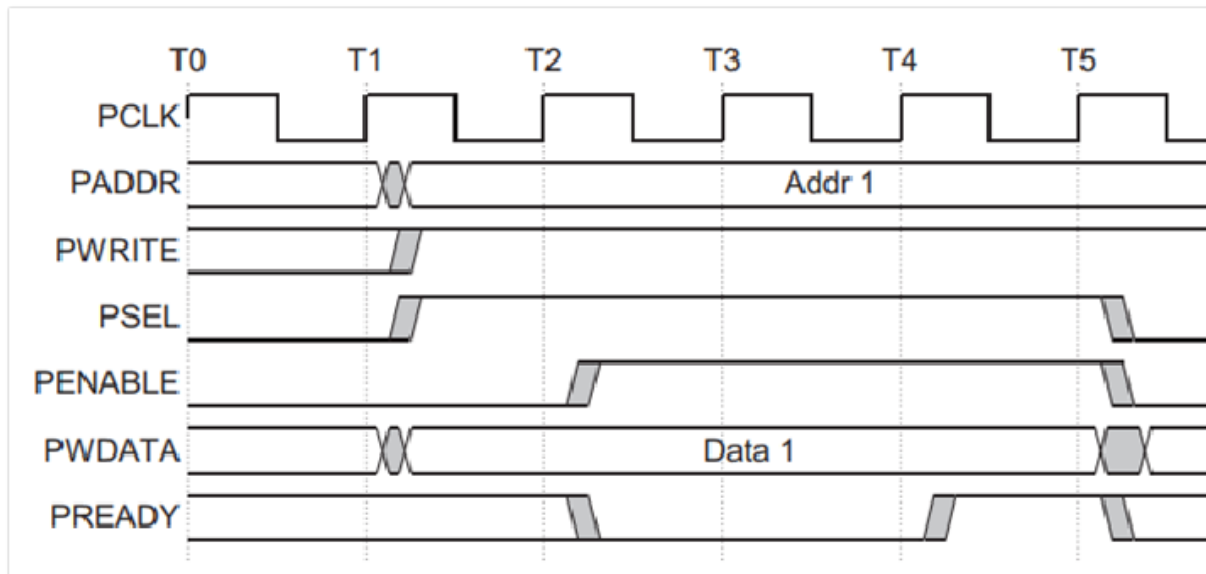 T0 T1 T2 T3 T4 T5
PCLK
PADDR Addr 1
PWRITE
PSEL
PENABLE
PWDATA Data 1
PREADY